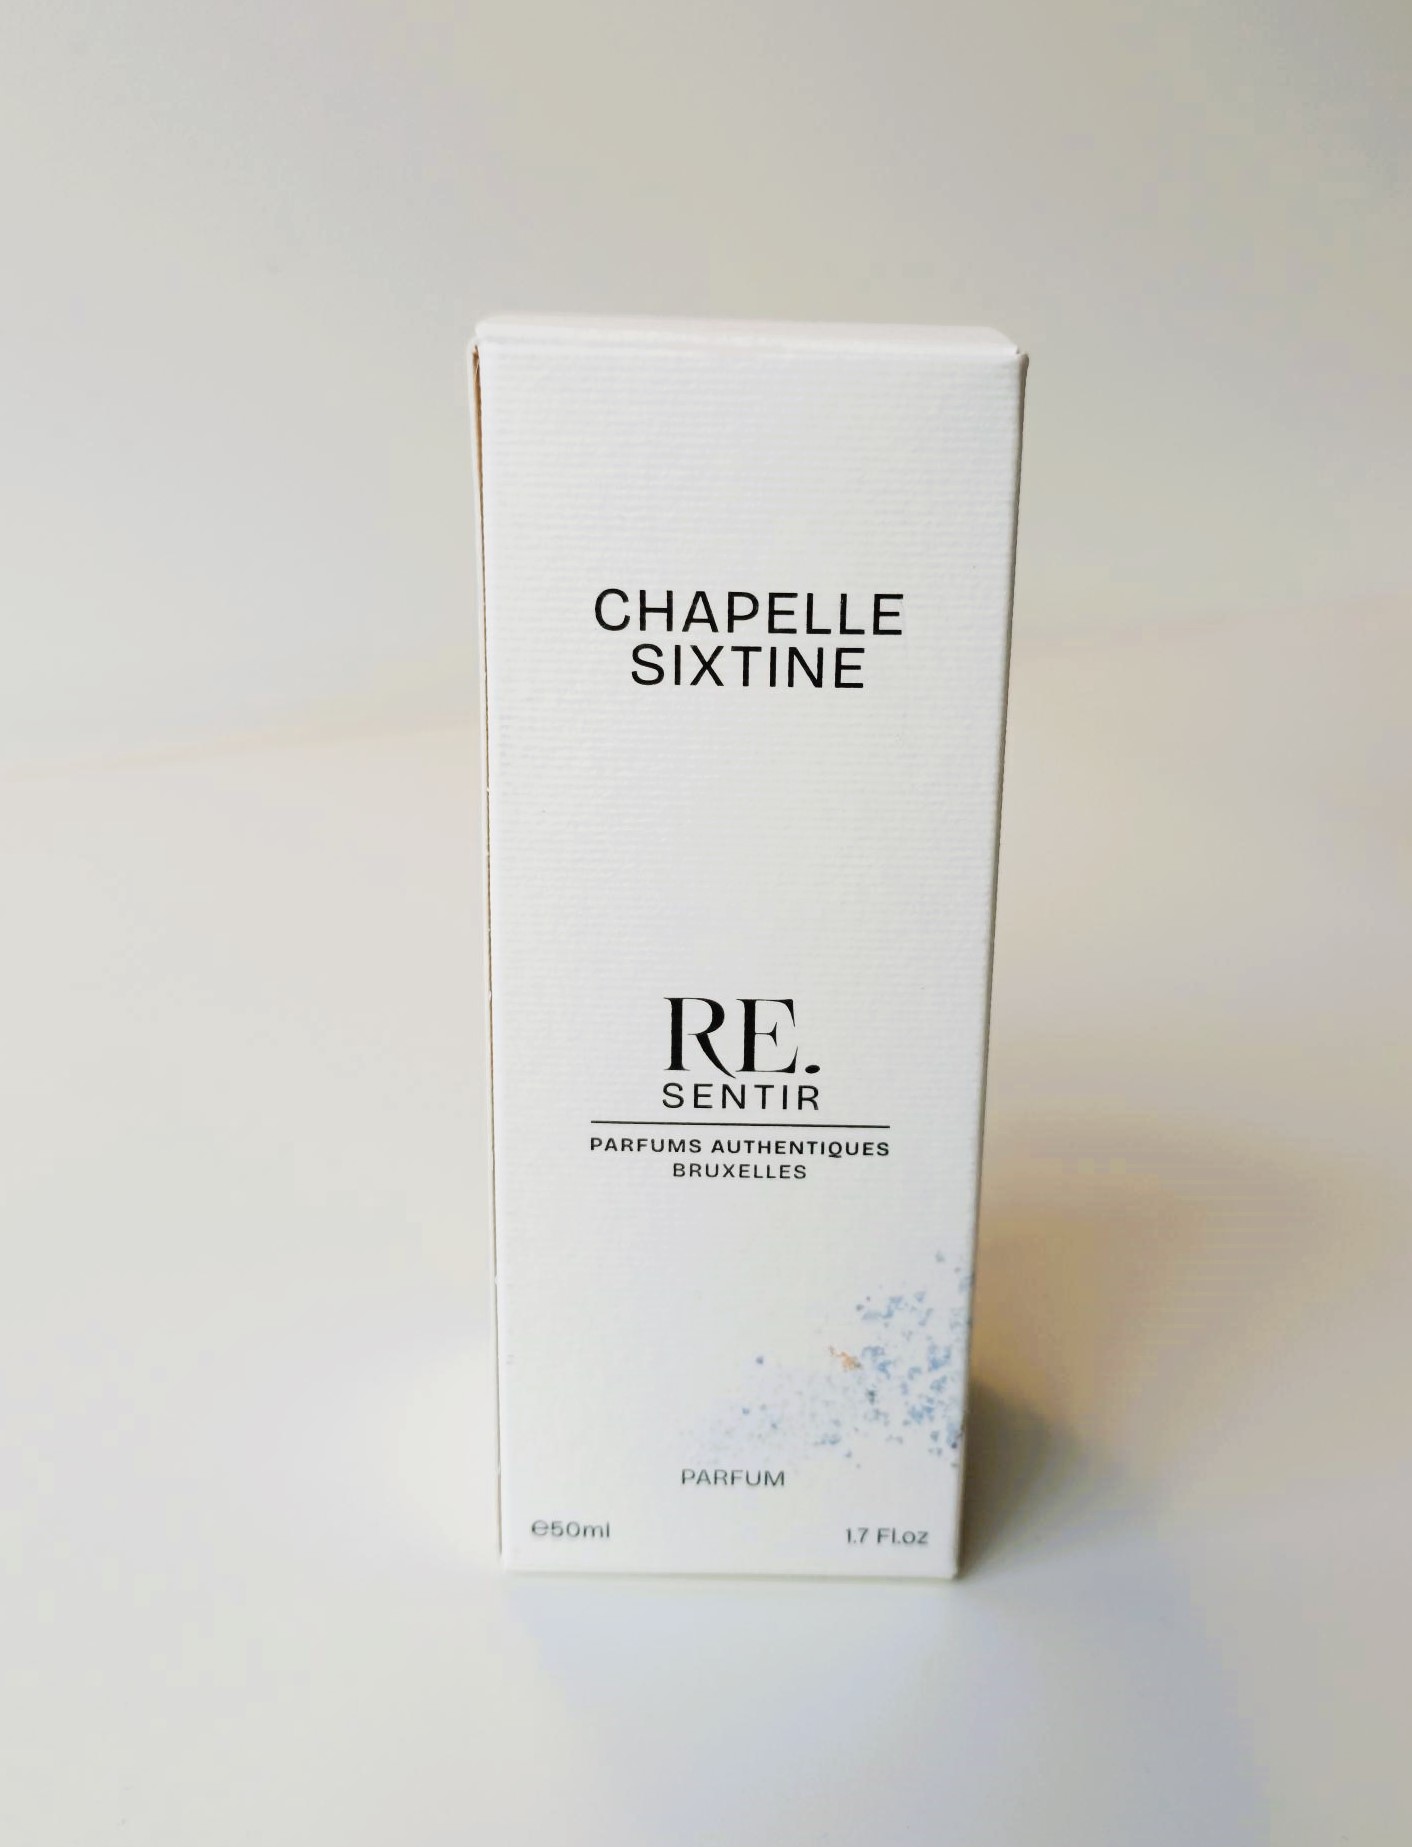 CHAPELLE
SIXTINE
RE.
SENTIR
PARFUMS AUTHENTIQUES
BRUXELLES
PARFUM
℮50ml
1.7 Fl.oz